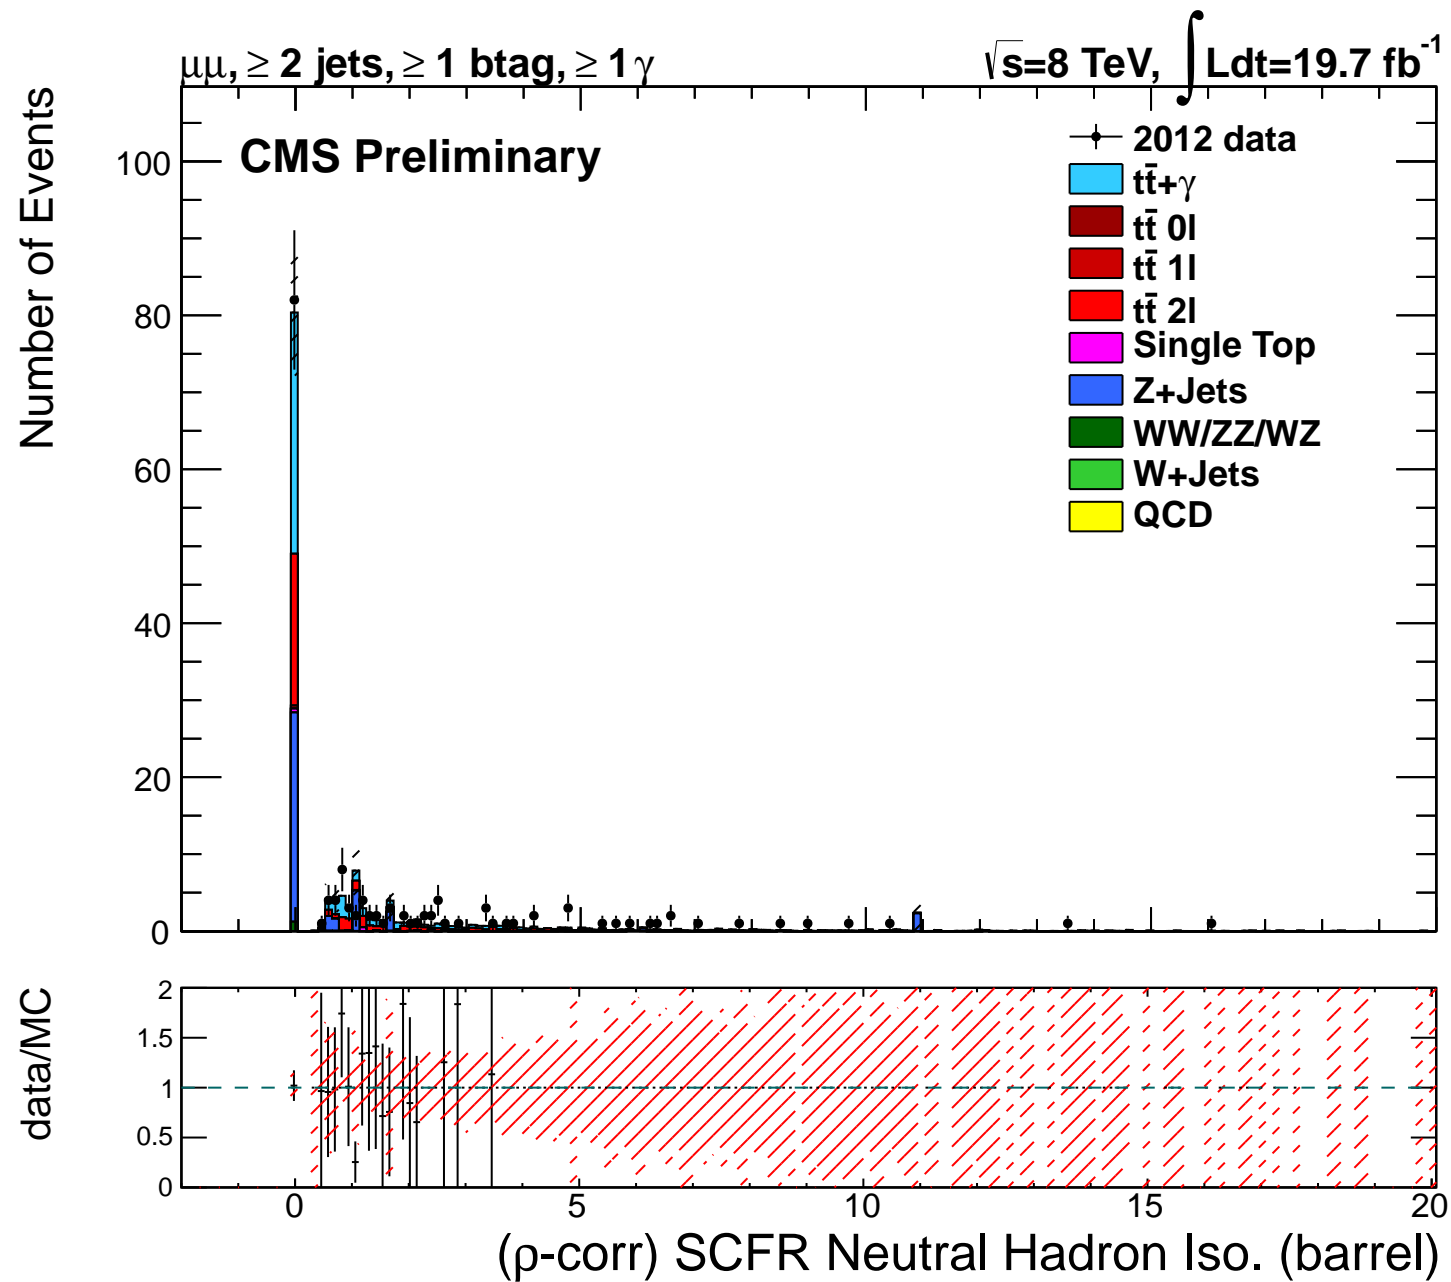 μμ, ≥ 2 jets, ≥ 1 btag, ≥ 1 γ
√s=8 TeV, ∫ Ldt=19.7 fb⁻¹
CMS Preliminary
Number of Events
100
80
60
40
20
0
2012 data
tt̄+γ
tt̄ 0l
tt̄ 1l
tt̄ 2l
Single Top
Z+Jets
WW/ZZ/WZ
W+Jets
QCD
data/MC
2
1.5
1
0.5
0
0 5 10 15 20
(ρ-corr) SCFR Neutral Hadron Iso. (barrel)